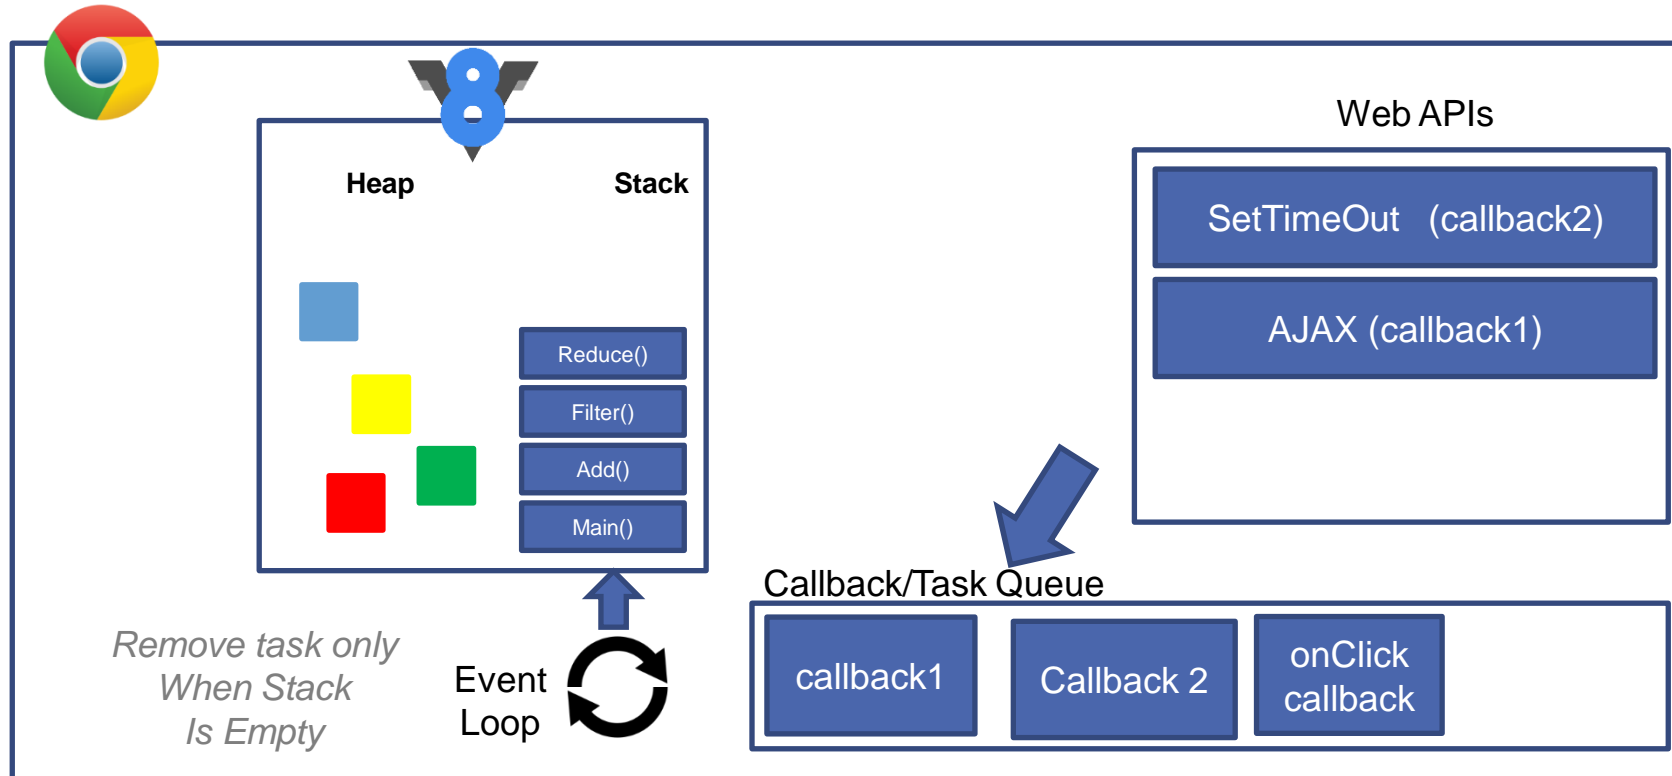 8
Web APIs
Heap
Stack
SetTimeOut (callback2)
AJAX (callback1)
Reduce()
Filter()
Add()
Main()
Callback/Task Queue
callback1
Callback 2
onClick
callback
Event
Loop
Remove task only
When Stack
Is Empty